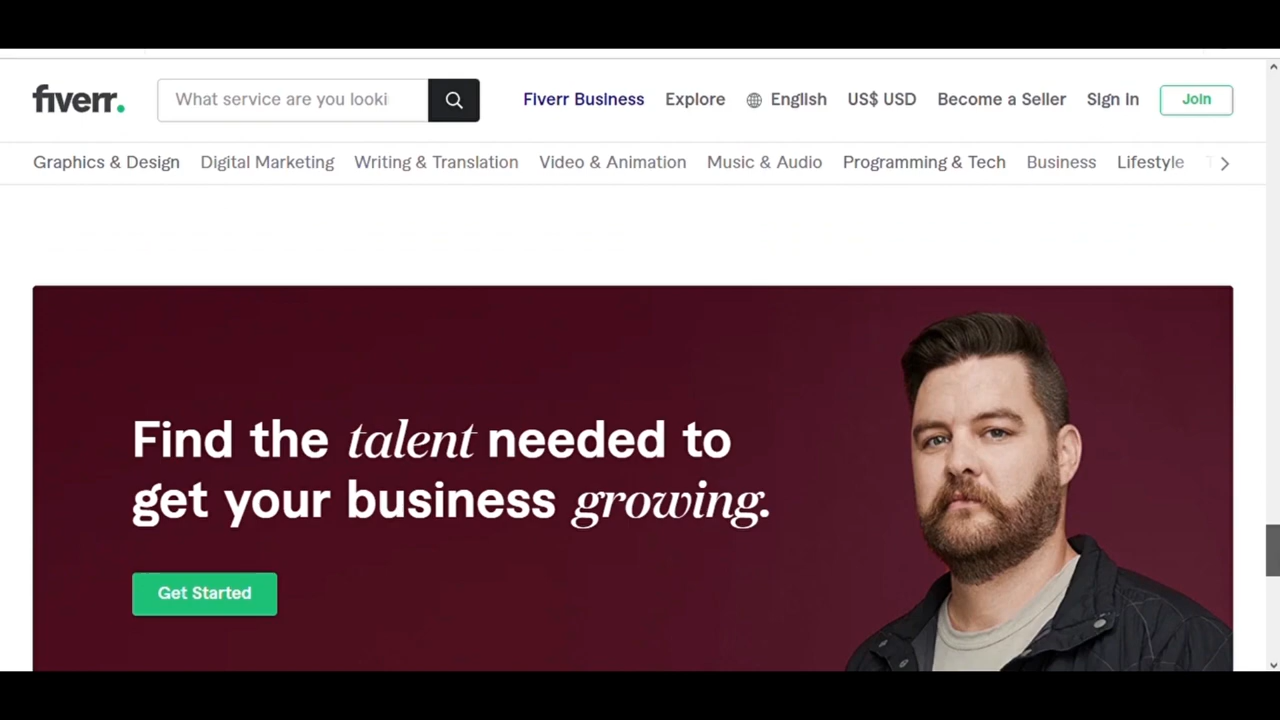 fiverr.
What service are you looki
Fiverr Business
Explore
English
US$ USD
Become a Seller
Sign In
Join
Graphics & Design
Digital Marketing
Writing & Translation
Video & Animation
Music & Audio
Programming & Tech
Business
Lifestyle
Find the talent needed to
get your business growing.
Get Started